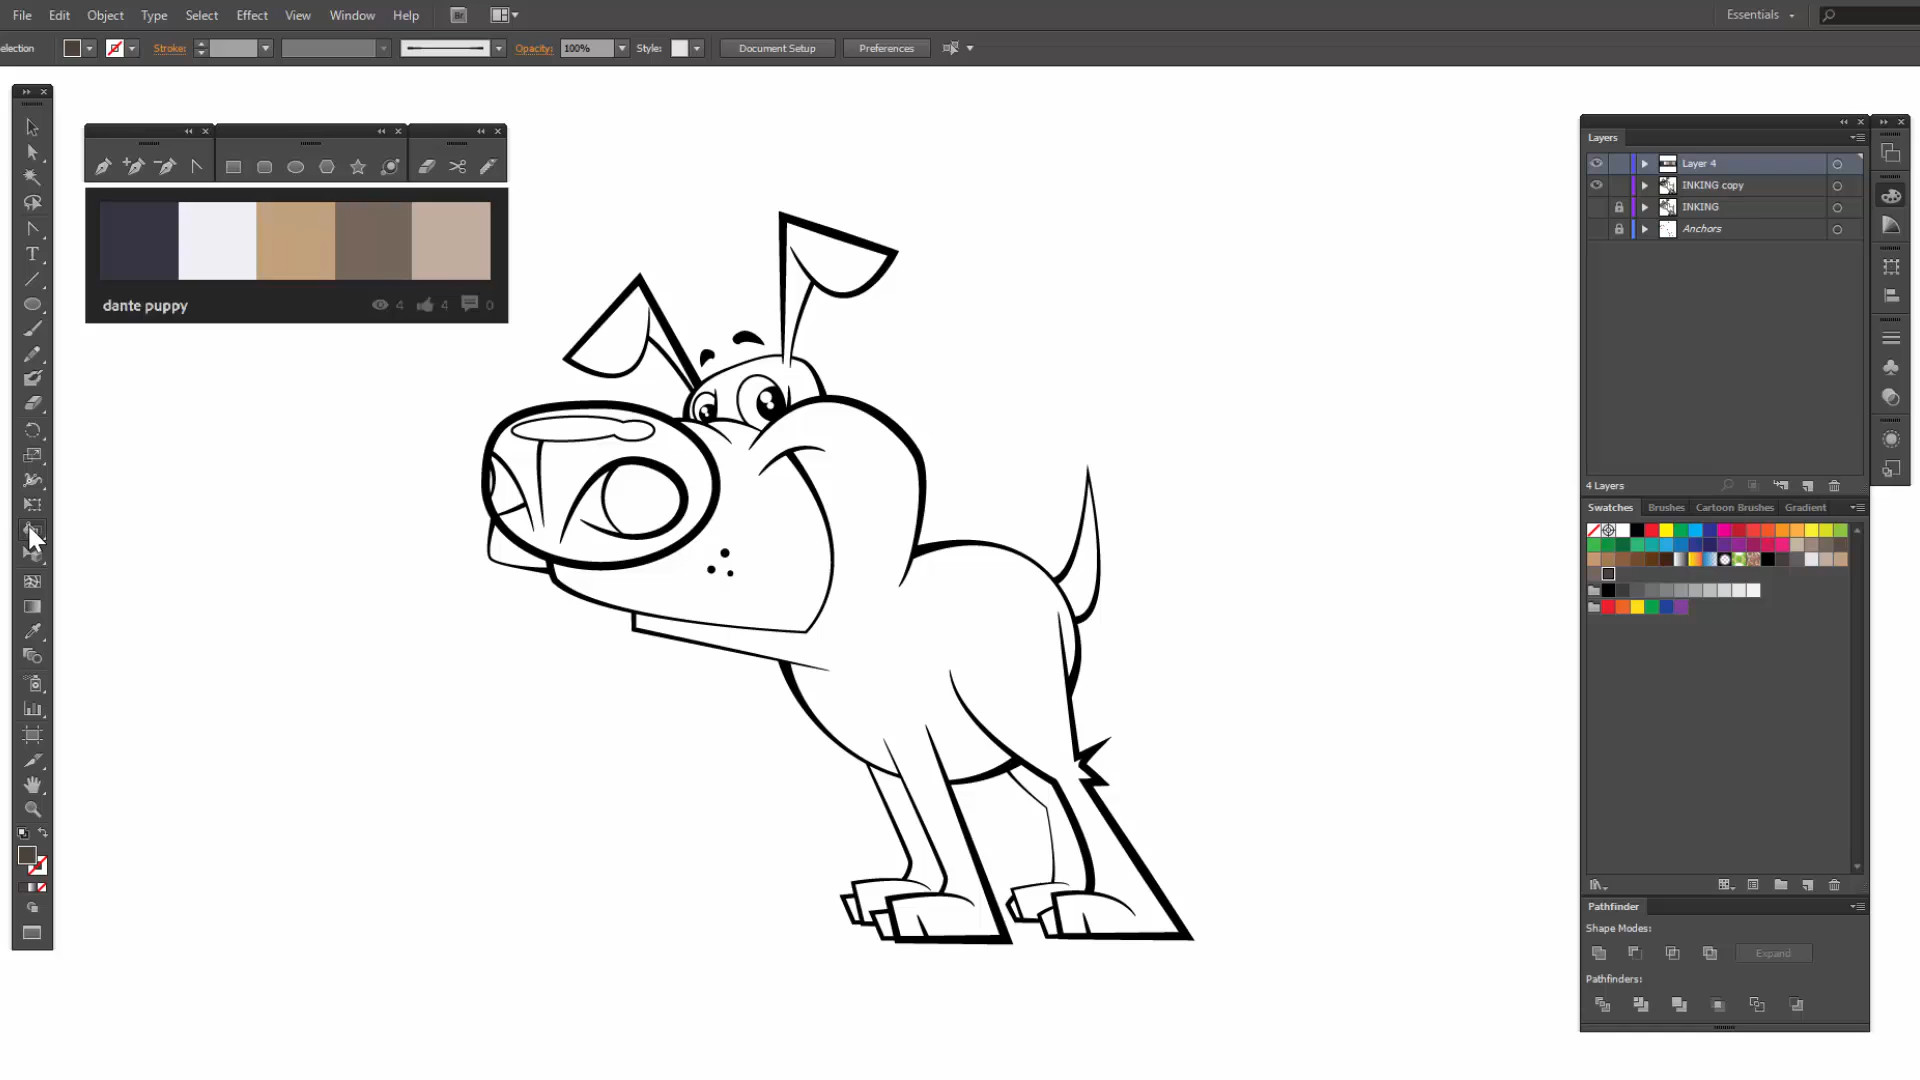 File Edit Object Type Select Effect View Window Help Br Essentials
election Stroke: Opacity: 100% Style: Document Setup Preferences
Layers
Layer 4
INKING copy
INKING
Anchors
dante puppy 4 4 0
4 Layers
Swatches Brushes Cartoon Brushes Gradient
Pathfinder
Shape Modes:
Expand
Pathfinders: